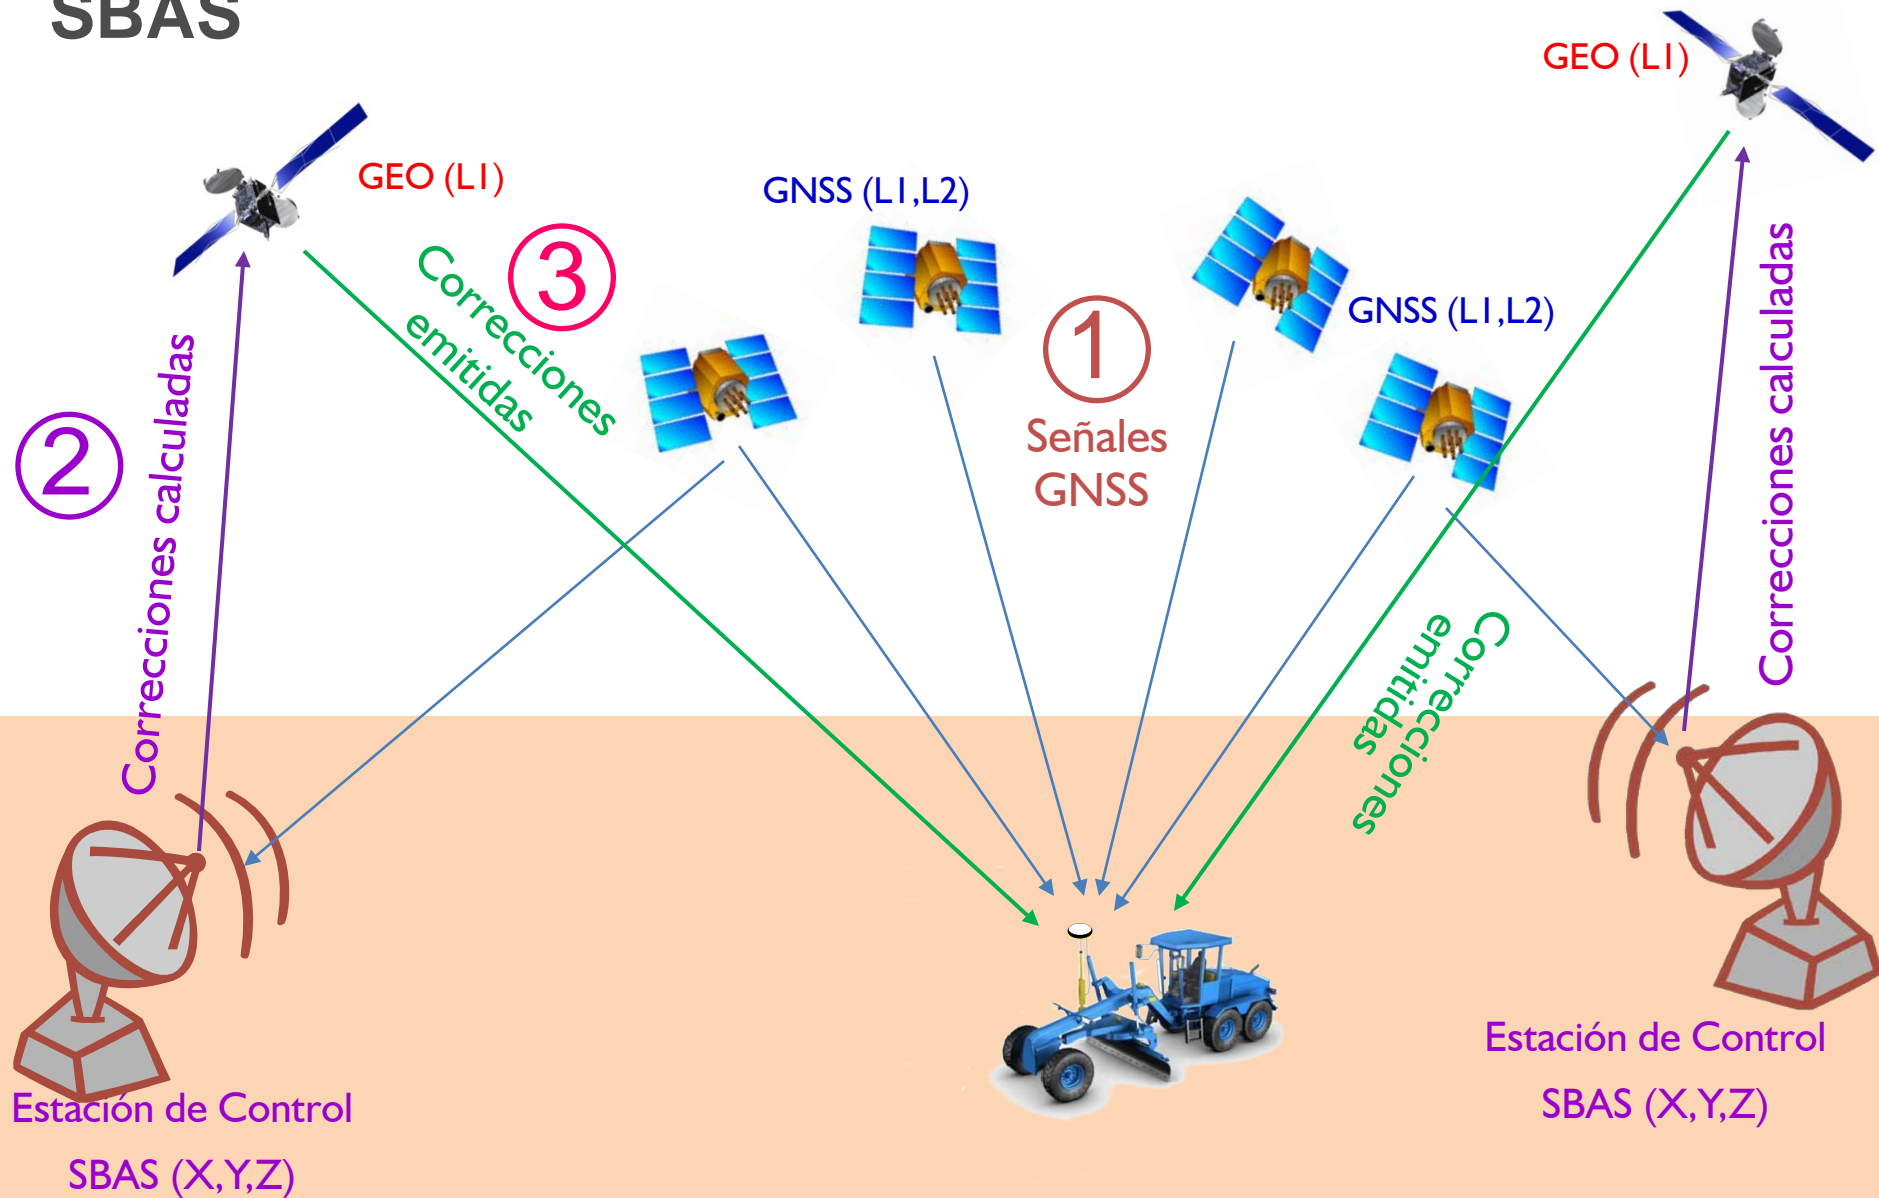 SBAS
GEO (L1)
GEO (L1)
GNSS (L1,L2)
GNSS (L1,L2)
3
Correcciones
emitidas
1
Señales
GNSS
2
Correcciones calculadas
Correcciones calculadas
Correcciones
emitidas
Estación de Control
SBAS (X,Y,Z)
Estación de Control
SBAS (X,Y,Z)